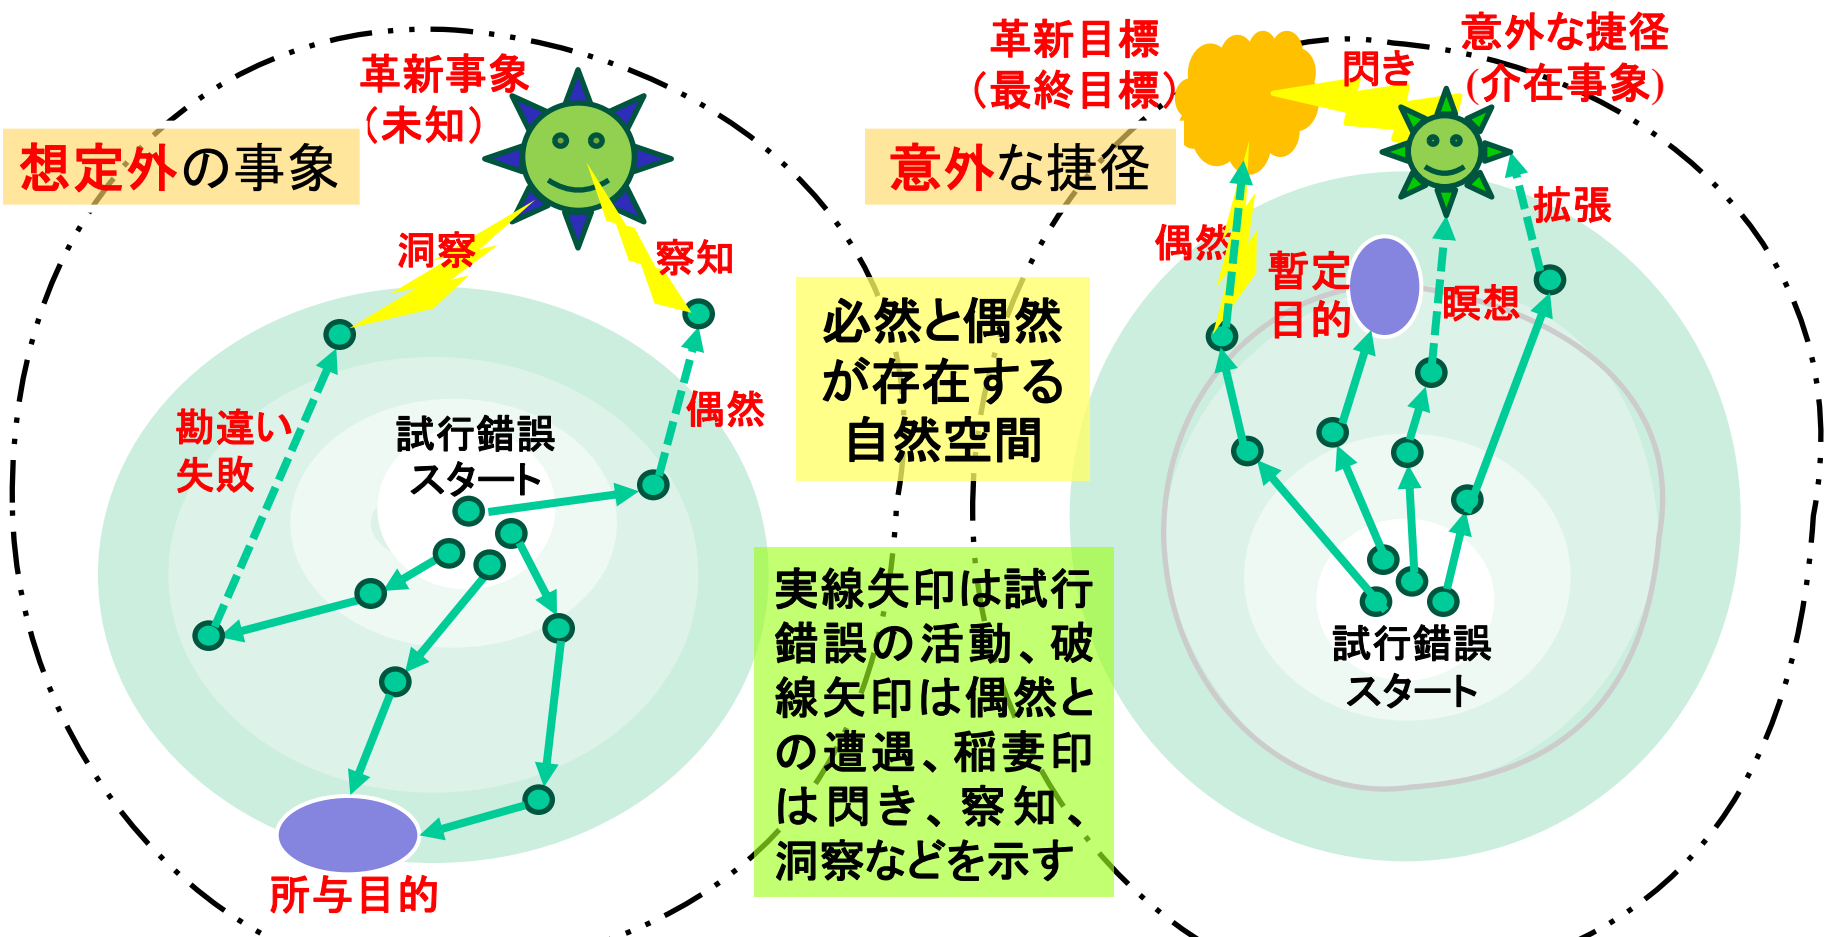 革新事象
(未知)
想定外の事象
洞察
察知
勘違い
失敗
試行錯誤
スタート
偶然
所与目的
必然と偶然
が存在する
自然空間
実線矢印は試行
錯誤の活動、破
線矢印は偶然と
の遭遇、稲妻印
は閃き、察知、
洞察などを示す
革新目標
(最終目標)
意外な捷径
閃き
意外な捷径
(介在事象)
偶然
暫定
目的
瞑想
拡張
試行錯誤
スタート